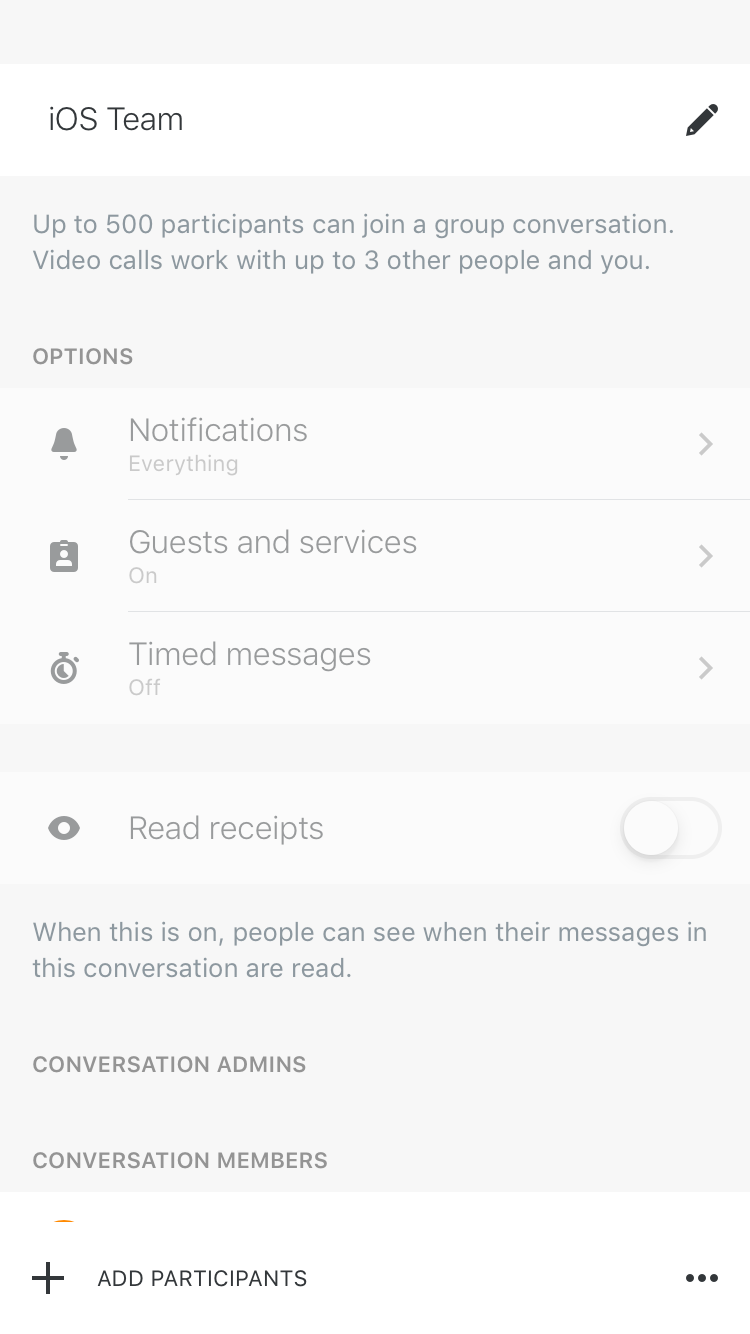 iOS Team
Up to 500 participants can join a group conversation.
Video calls work with up to 3 other people and you.
OPTIONS
Notifications
Everything
Guests and services
On
Timed messages
Off
Read receipts
When this is on, people can see when their messages in
this conversation are read.
CONVERSATION ADMINS
CONVERSATION MEMBERS
ADD PARTICIPANTS